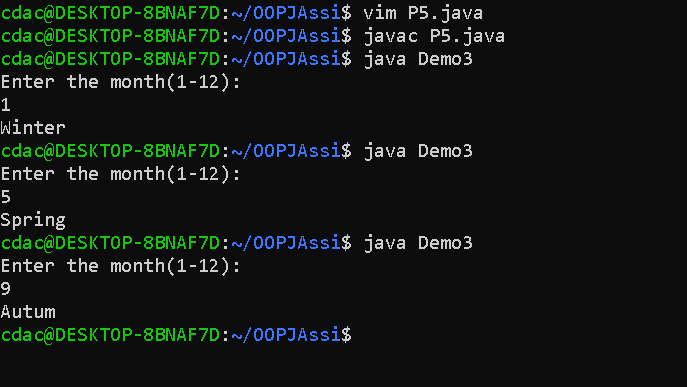 cdac@DESKTOP-8BNAF7D:~/OOPJAssi$ vim P5.java
cdac@DESKTOP-8BNAF7D:~/OOPJAssi$ javac P5.java
cdac@DESKTOP-8BNAF7D:~/OOPJAssi$ java Demo3
Enter the month(1-12):
1
Winter
cdac@DESKTOP-8BNAF7D:~/OOPJAssi$ java Demo3
Enter the month(1-12):
5
Spring
cdac@DESKTOP-8BNAF7D:~/OOPJAssi$ java Demo3
Enter the month(1-12):
9
Autum
cdac@DESKTOP-8BNAF7D:~/OOPJAssi$